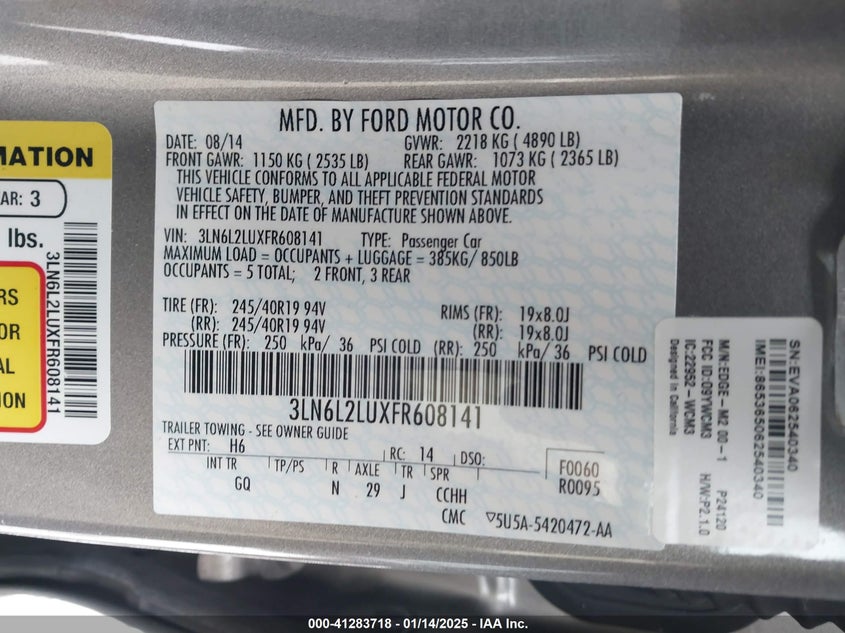 MATION
AR: 3
lbs.
RS
OR
AL
ION
3LN6L2LUXFR608141
MFD. BY FORD MOTOR CO.
DATE: 08/14 GVWR: 2218 KG ( 4890 LB)
FRONT GAWR: 1150 KG ( 2535 LB) REAR GAWR: 1073 KG ( 2365 LB)
THIS VEHICLE CONFORMS TO ALL APPLICABLE FEDERAL MOTOR
VEHICLE SAFETY, BUMPER, AND THEFT PREVENTION STANDARDS
IN EFFECT ON THE DATE OF MANUFACTURE SHOWN ABOVE.
VIN: 3LN6L2LUXFR608141 TYPE: Passenger Car
MAXIMUM LOAD = OCCUPANTS + LUGGAGE = 385KG/ 850LB
OCCUPANTS = 5 TOTAL; 2 FRONT, 3 REAR
TIRE (FR): 245/40R19 94V RIMS (FR): 19x8.0J
(RR): 245/40R19 94V (RR): 19x8.0J
PRESSURE (FR): 250 kPa/ 36 PSI COLD (RR): 250 kPa/ 36 PSI COLD
3LN6L2LUXFR608141
TRAILER TOWING - SEE OWNER GUIDE
EXT PNT: H6 RC: 14 DSO:
INT TR TP/PS R AXLE TR SPR F0060
GQ N 29 J CCHH R0095
CMC 5U5A-5420472-AA
SN:EVA062540340
IMEI:865365062540340
M/N:EDGE-M2 00-1 P24120
FCC ID:09YWCM3 H/W:P2.1.0
IC:22952-WCM3
Designed in California
000-41283718 - 01/14/2025 - IAA Inc.